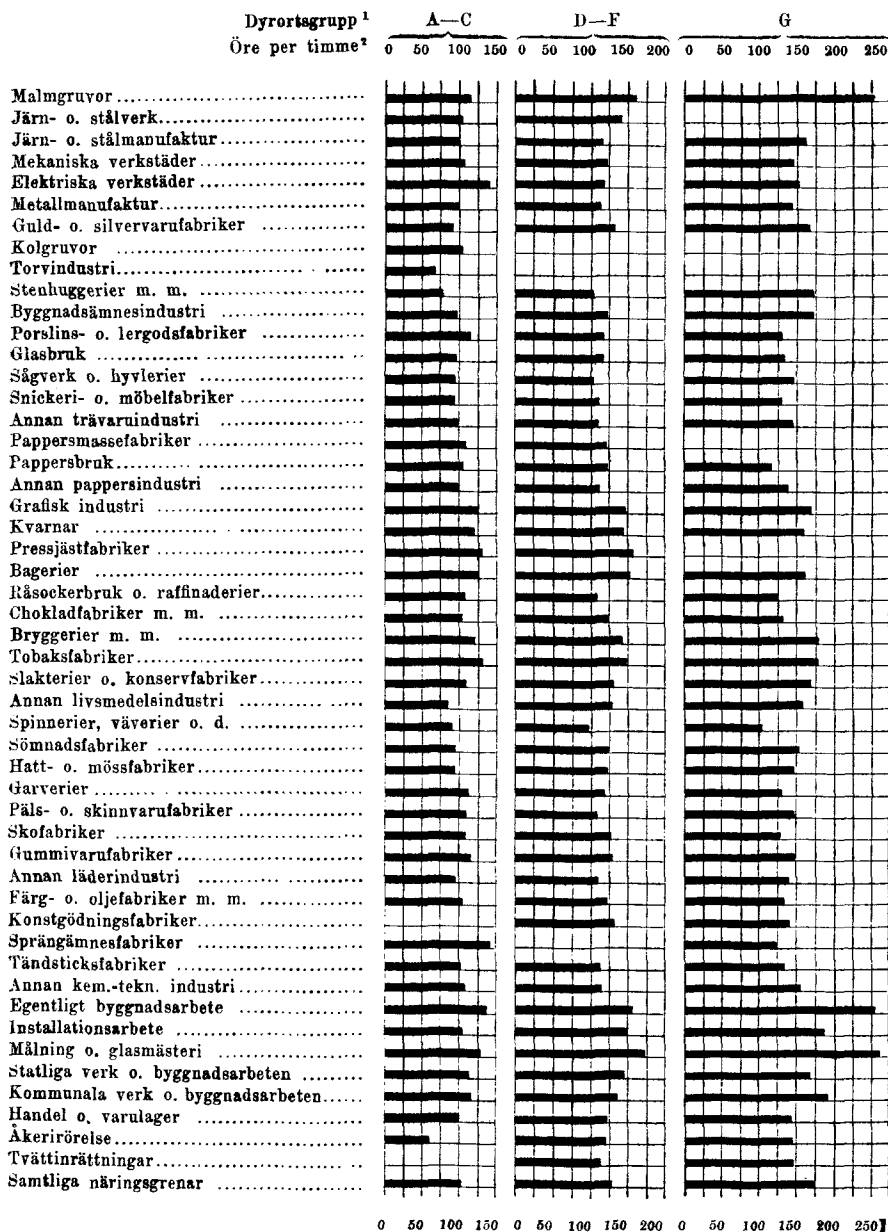 Dyrortsgrupp ¹ A—C D—F G
Öre per timme² 0 50 100 150 0 50 100 150 200 0 50 100 150 200 250
Malmgruvor
Järn- o. stålverk
Järn- o. stålmanufaktur
Mekaniska verkstäder
Elektriska verkstäder
Metallmanufaktur
Guld- o. silvervarufabriker
Kolgruvor
Torvindustri
Stenhuggerier m. m.
Byggnadsämnesindustri
Porslins- o. lergodsfabriker
Glasbruk
Sågverk o. hyvlerier
Snickeri- o. möbelfabriker
Annan trävaruindustri
Pappersmassefabriker
Pappersbruk
Annan pappersindustri
Grafisk industri
Kvarnar
Pressjästfabriker
Bagerier
Råsockerbruk o. raffinaderier
Chokladfabriker m. m.
Bryggerier m. m.
Tobaksfabriker
Slakterier o. konservfabriker
Annan livsmedelsindustri
Spinnerier, väverier o. d.
Sömnadsfabriker
Hatt- o. mössfabriker
Garverier
Päls- o. skinnvarufabriker
Skofabriker
Gummivarufabriker
Annan läderindustri
Färg- o. oljefabriker m. m.
Konstgödningsfabriker
Sprängämnesfabriker
Tändsticksfabriker
Annan kem.-tekn. industri
Egentligt byggnadsarbete
Installationsarbete
Målning o. glasmästeri
Statliga verk o. byggnadsarbeten
Kommunala verk o. byggnadsarbeten
Handel o. varulager
Åkerirörelse
Tvättinrättningar
Samtliga näringsgrenar
0 50 100 150 0 50 100 150 200 0 50 100 150 200 250